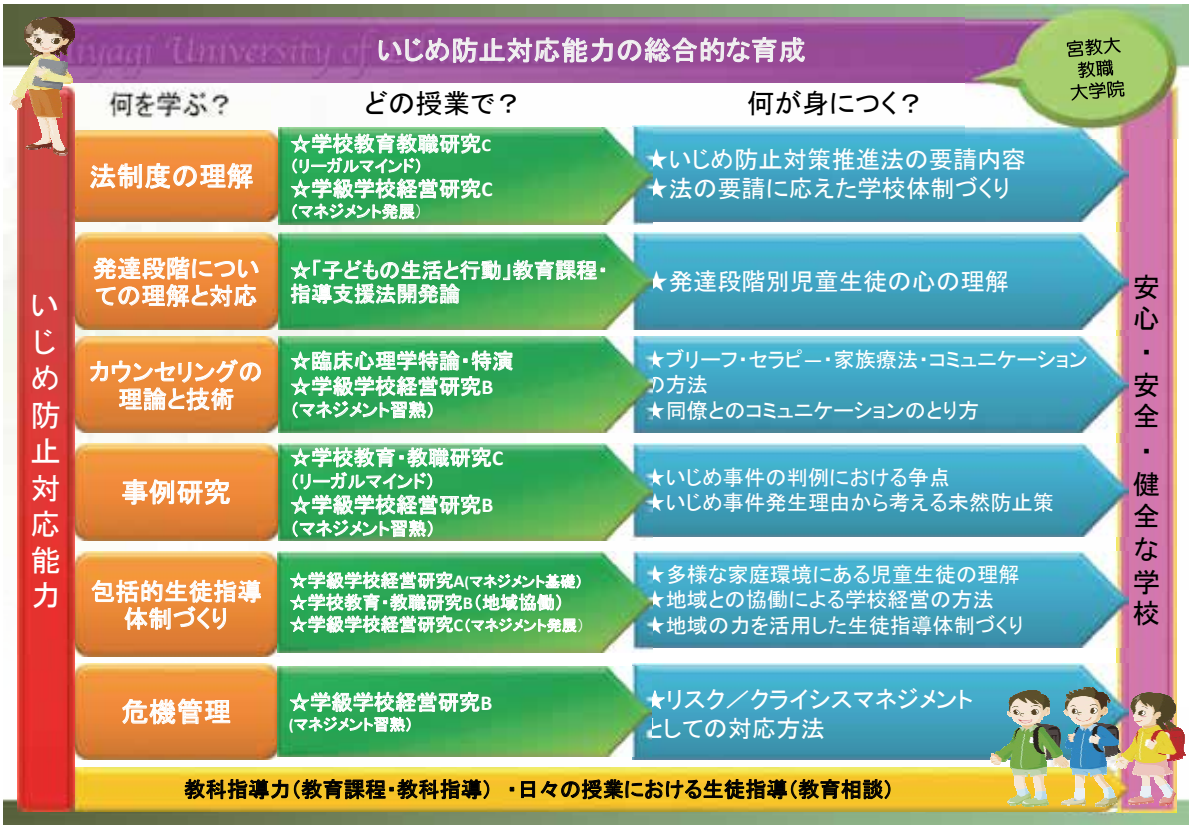 いじめ防止対応能力の総合的な育成
宮教大
教職
大学院
何を学ぶ？
どの授業で？
何が身につく？
いじめ防止対応能力
法制度の理解
☆学校教育教職研究C
(リーガルマインド)
☆学級学校経営研究C
(マネジメント発展)
★いじめ防止対策推進法の要請内容
★法の要請に応えた学校体制づくり
発達段階につい
ての理解と対応
☆「子どもの生活と行動」教育課程・
指導支援法開発論
★発達段階別児童生徒の心の理解
カウンセリングの
理論と技術
☆臨床心理学特論・特演
☆学級学校経営研究B
(マネジメント習熟)
★ブリーフ・セラピ―・家族療法・コミュニケーション
の方法
★同僚とのコミュニケーションのとり方
事例研究
☆学校教育・教職研究C
(リーガルマインド)
☆学級学校経営研究B
(マネジメント習熟)
★いじめ事件の判例における争点
★いじめ事件発生理由から考える未然防止策
包括的生徒指導
体制づくり
☆学級学校経営研究A(マネジメント基礎)
☆学校教育・教職研究B(地域協働)
☆学級学校経営研究C(マネジメント発展)
★多様な家庭環境にある児童生徒の理解
★地域との協働による学校経営の方法
★地域の力を活用した生徒指導体制づくり
危機管理
☆学級学校経営研究B
(マネジメント習熟)
★リスク／クライシスマネジメント
としての対応方法
安心・安全・健全な学校
教科指導力(教育課程・教科指導)　・日々の授業における生徒指導(教育相談)